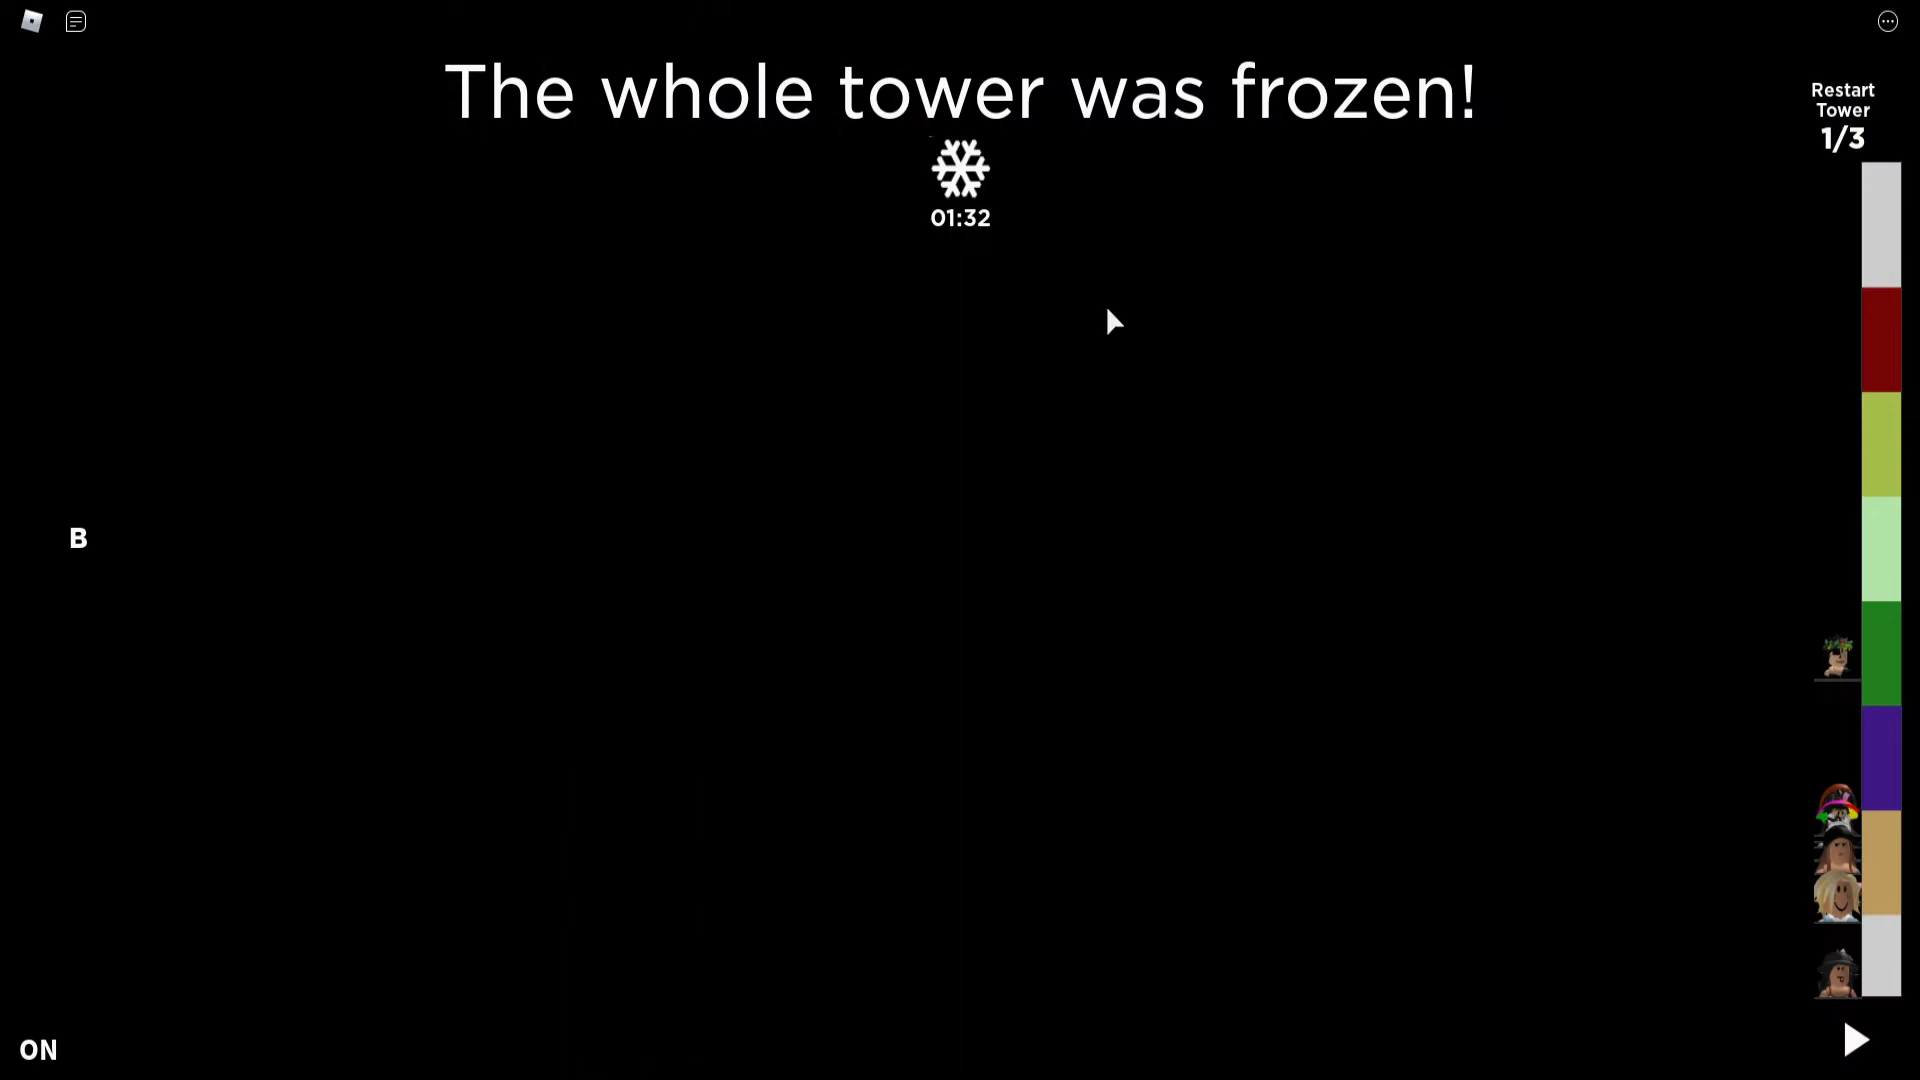 The whole tower was frozen!
Restart
Tower
1/3
01:32
B
ON